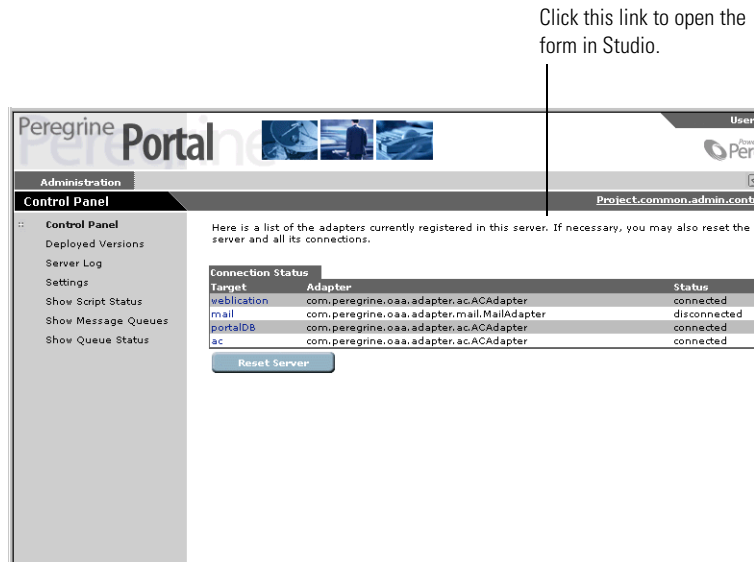 Click this link to open the
form in Studio.
Peregrine Portal
User
Administration
Control Panel
Project.common.admin.cont
Control Panel
Deployed Versions
Server Log
Settings
Show Script Status
Show Message Queues
Show Queue Status
Here is a list of the adapters currently registered in this server. If necessary, you may also reset the
server and all its connections.
Connection Status
Target Adapter Status
weblication com.peregrine.oaa.adapter.ac.ACAdapter connected
mail com.peregrine.oaa.adapter.mail.MailAdapter disconnected
portalDB com.peregrine.oaa.adapter.ac.ACAdapter connected
ac com.peregrine.oaa.adapter.ac.ACAdapter connected
Reset Server